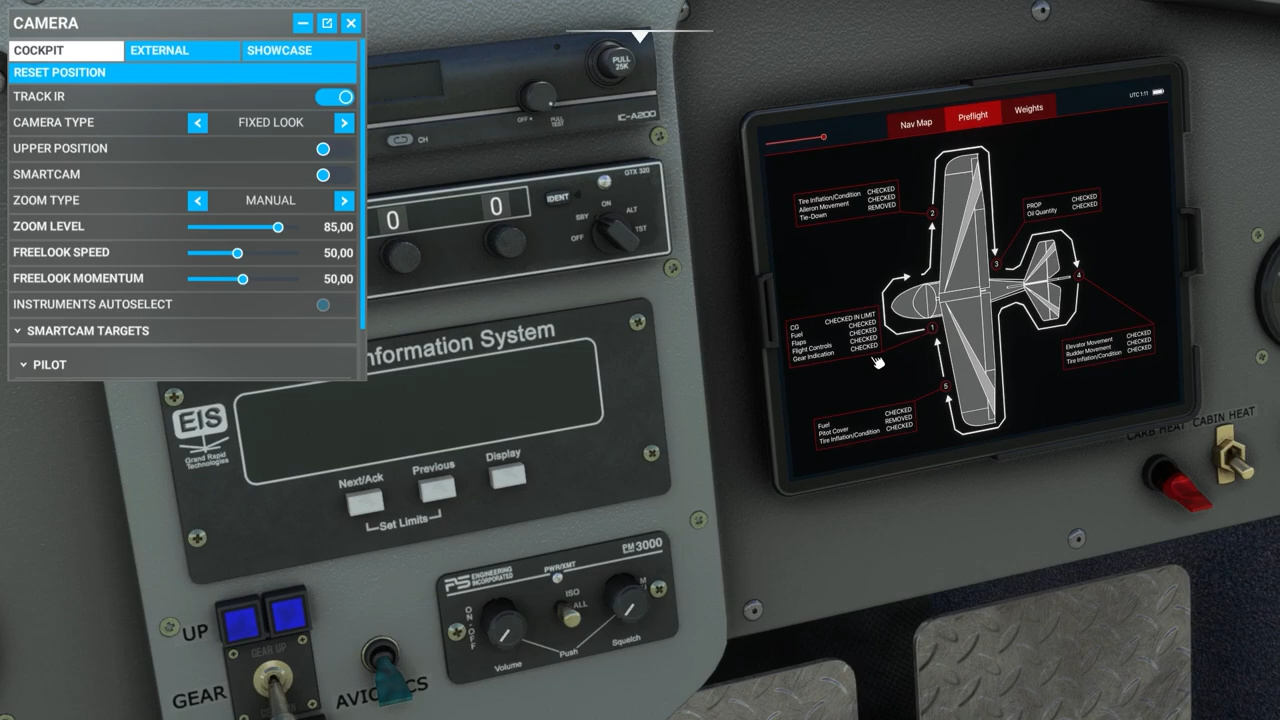 CAMERA
COCKPIT
EXTERNAL
SHOWCASE
RESET POSITION
TRACK IR
CAMERA TYPE
FIXED LOOK
UPPER POSITION
SMARTCAM
ZOOM TYPE
MANUAL
ZOOM LEVEL
85,00
FREELOOK SPEED
50,00
FREELOOK MOMENTUM
50,00
INSTRUMENTS AUTOSELECT
SMARTCAM TARGETS
PILOT
PULL
25K
OFF
PULL
TEST
IC-A200
CH
GTX 320
IDENT
0
0
ON
SBY
ALT
OFF
TST
nformation System
EIS
Grand Rapid
Technologies
Next/Ack
Previous
Display
Set Limits
PS ENGINEERING
INCORPORATED
PWR/XMT
PM3000
ISO
ALL
M
ON-OFF
Volume
Push
Squelch
UP
GEAR UP
GEAR
AVIONICS
UTC 1:11
Nav Map
Preflight
Weights
Tire Inflation/Condition CHECKED
Aileron Movement CHECKED
Tie-Down REMOVED
2
PROP CHECKED
Oil Quantity CHECKED
3
4
CG CHECKED IN LIMIT
Fuel CHECKED
Flaps CHECKED
Flight Controls CHECKED
Gear Indication CHECKED
1
Elevator Movement CHECKED
Rudder Movement CHECKED
Tire Inflation/Condition CHECKED
5
Fuel CHECKED
Pitot Cover REMOVED
Tire Inflation/Condition CHECKED
CARB HEAT
CABIN HEAT